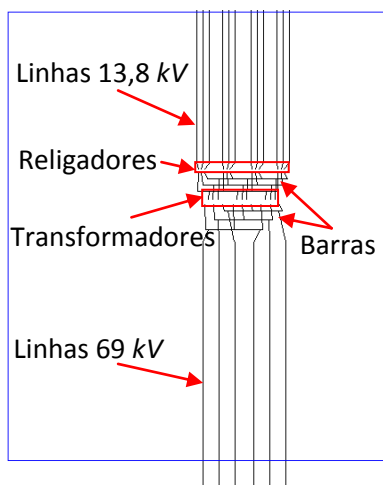 Linhas 13,8 kV
Religadores
Transformadores
Barras
Linhas 69 kV